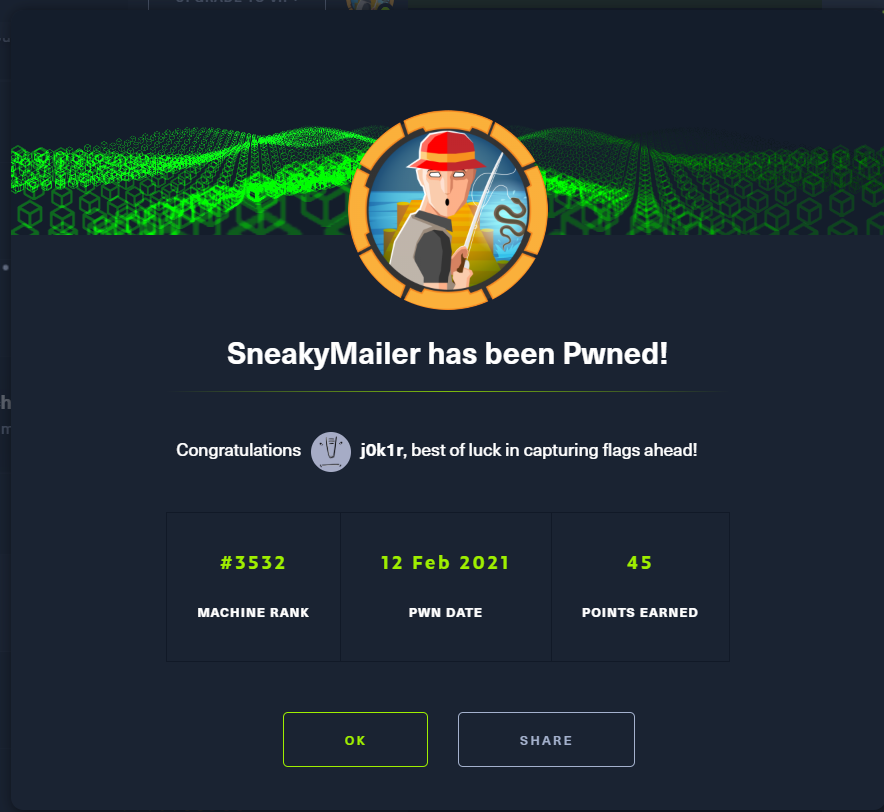 SneakyMailer has been Pwned!
Congratulations j0k1r, best of luck in capturing flags ahead!
#3532 12 Feb 2021 45
MACHINE RANK PWN DATE POINTS EARNED
OK SHARE